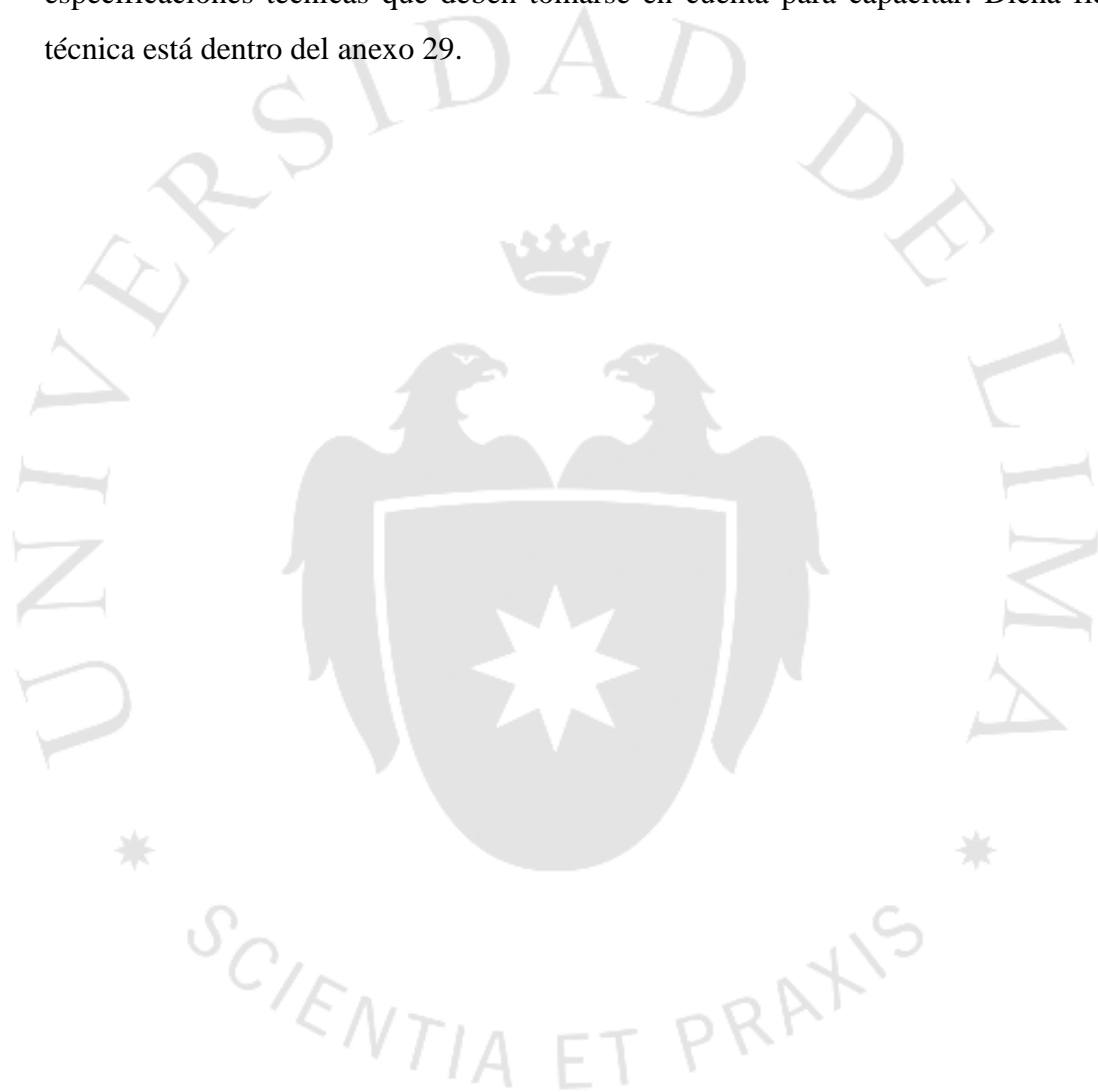 especificaciones técnicas que deben tomarse en cuenta para capacitar. Dicha
técnica está dentro del anexo 29.
UNIVERSIDAD DE LIMA
SCIENTIA ET PRAXIS